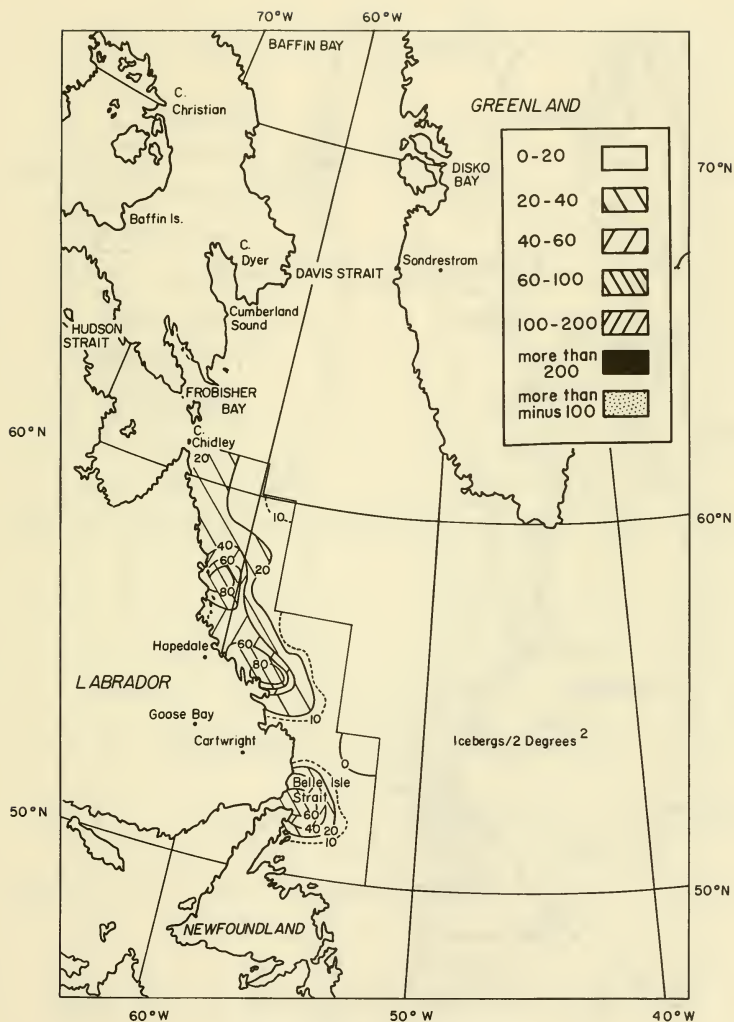 70°W 60°W
BAFFIN BAY
C.
Christian
GREENLAND
DISKO
BAY
70°N
Baffin Is.
C.
Dyer
Sondrestram
DAVIS STRAIT
Cumberland
Sound
HUDSON
STRAIT
FROBISHER
BAY
0-20
20-40
40-60
60-100
100-200
more than
200
more than
minus 100
60°N
C.
Chidley
20
10
60°N
40
60
80
20
Hopedale
60
80
LABRADOR
10
Goose Bay
Cartwright
0
Icebergs/2 Degrees²
Belle Isle
Strait
60
40 20
10
50°N
50°N
NEWFOUNDLAND
60°W 50°W 40°W